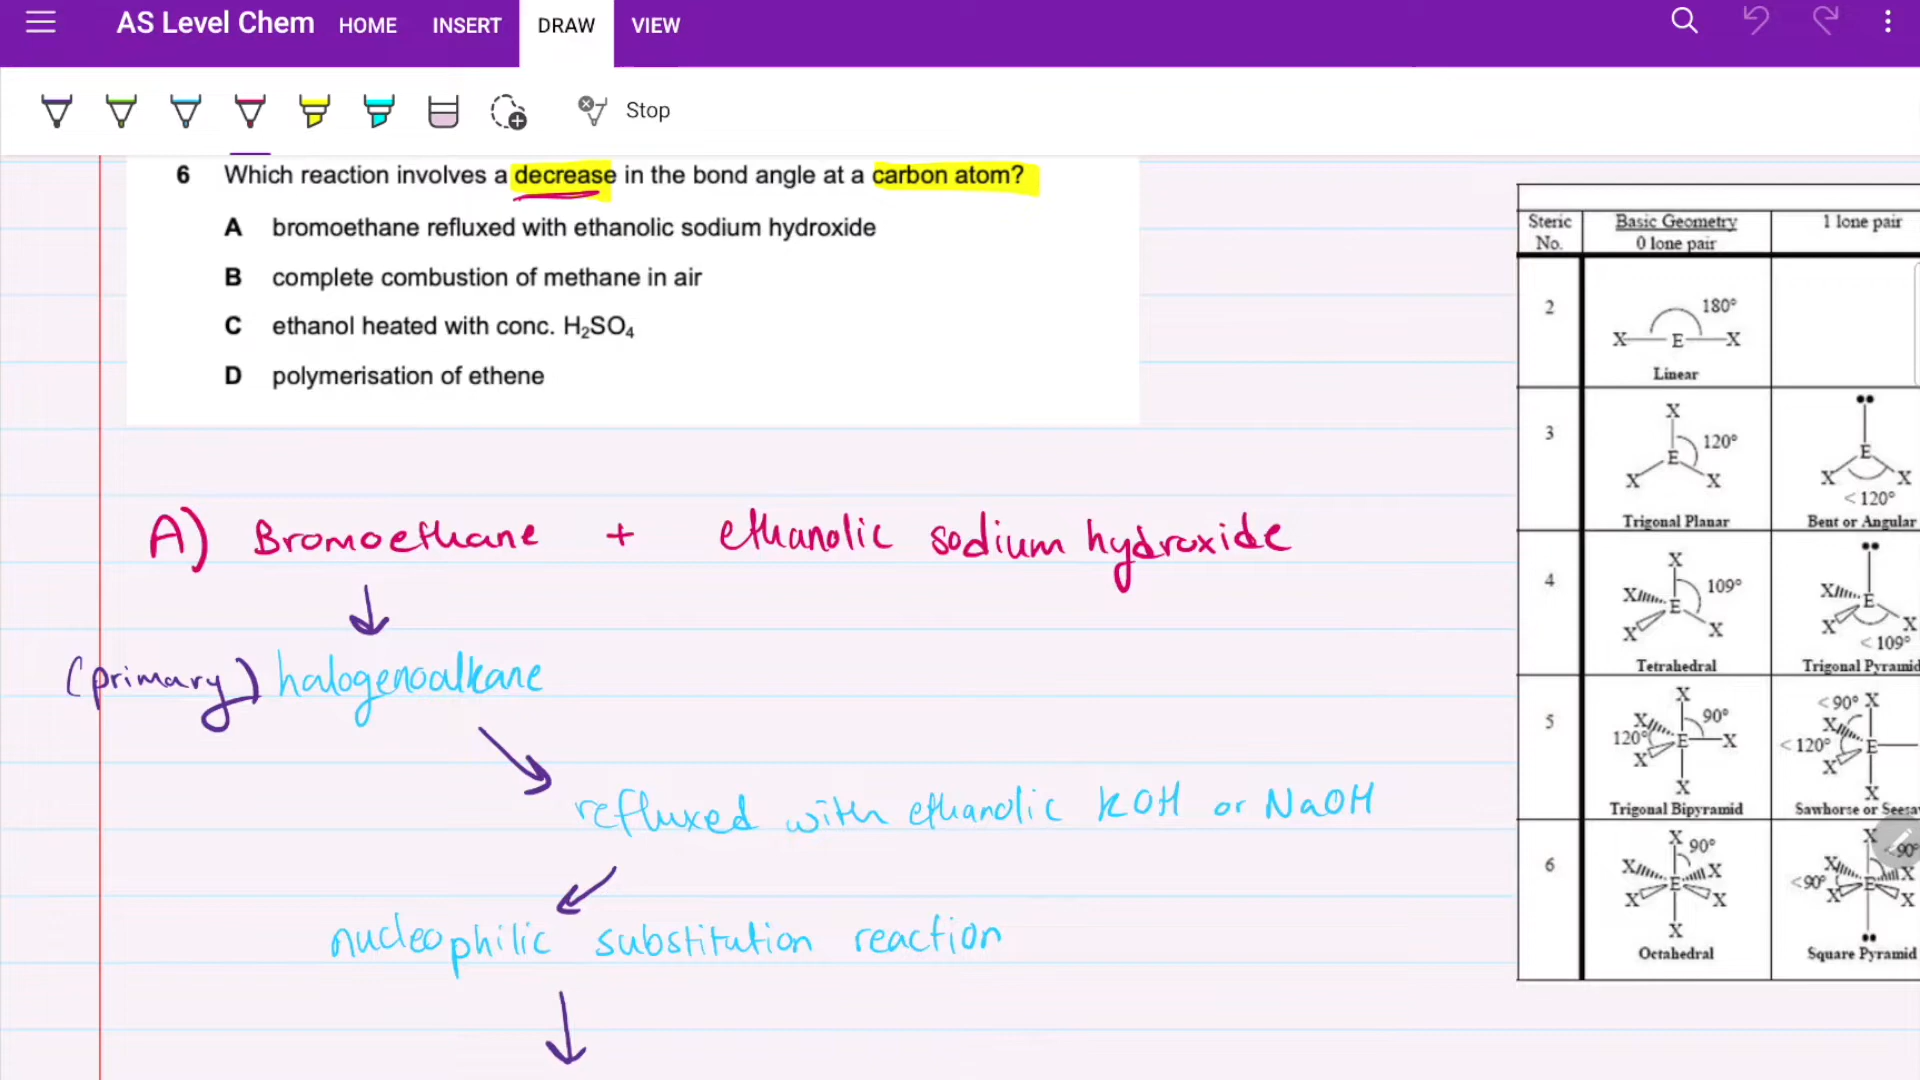 AS Level Chem HOME INSERT DRAW VIEW
Stop
6 Which reaction involves a decrease in the bond angle at a carbon atom?
A bromoethane refluxed with ethanolic sodium hydroxide
B complete combustion of methane in air
C ethanol heated with conc. H₂SO₄
D polymerisation of ethene
A) Bromoethane + ethanolic sodium hydroxide
(primary) halogenoalkane
refluxed with ethanolic KOH or NaOH
nucleophilic substitution reaction
Steric No. Basic Geometry 0 lone pair 1 lone pair
2
180°
X E X
Linear
3
X
120°
E
X X
Trigonal Planar
E
X X
<120°
Bent or Angular
4
X
109°
X E
X X
Tetrahedral
X E
X X
<109°
Trigonal Pyramid
5
X
90°
X
120° E X
X
X
Trigonal Bipyramid
<90° X
X
<120° E
X
X
Sawhorse or Seesaw
6
X
90°
X X
E
X X
X
Octahedral
X
<90°
X X
<90° E
X X
Square Pyramid